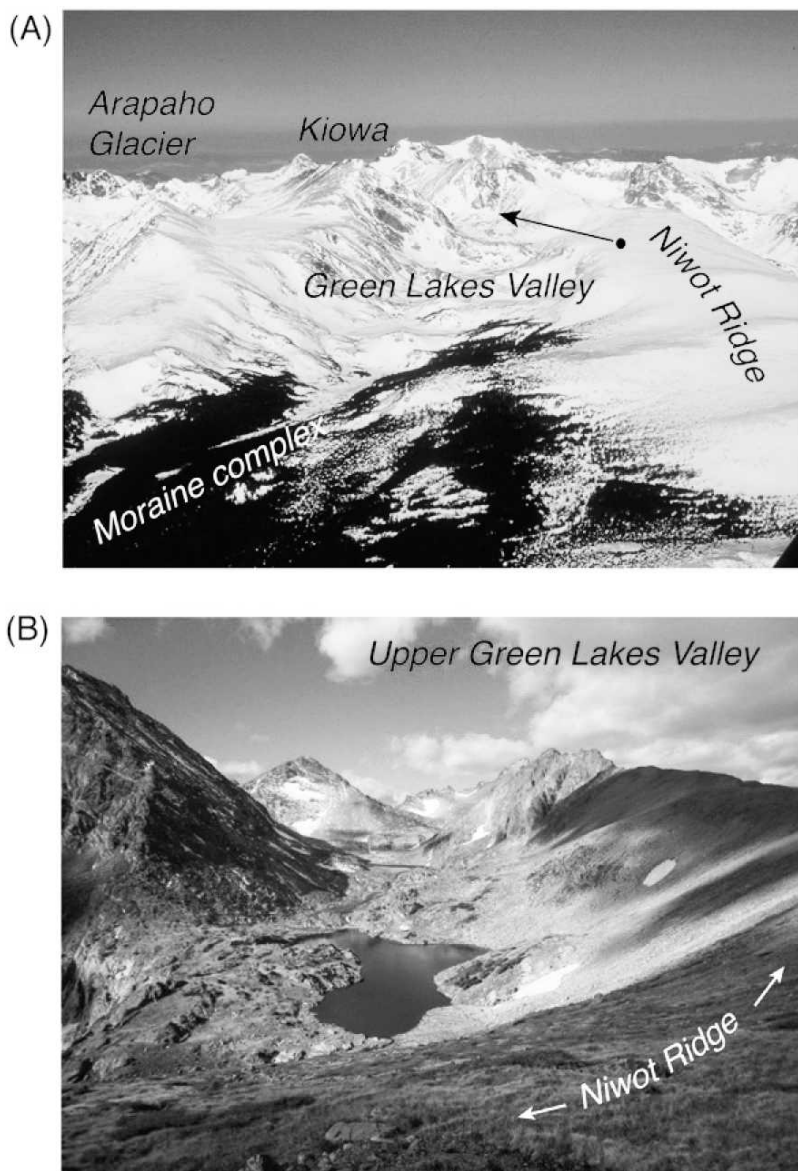 (A)
Arapaho
Glacier
Kiowa
Niwot Ridge
Green Lakes Valley
Moraine complex
(B)
Upper Green Lakes Valley
Niwot Ridge